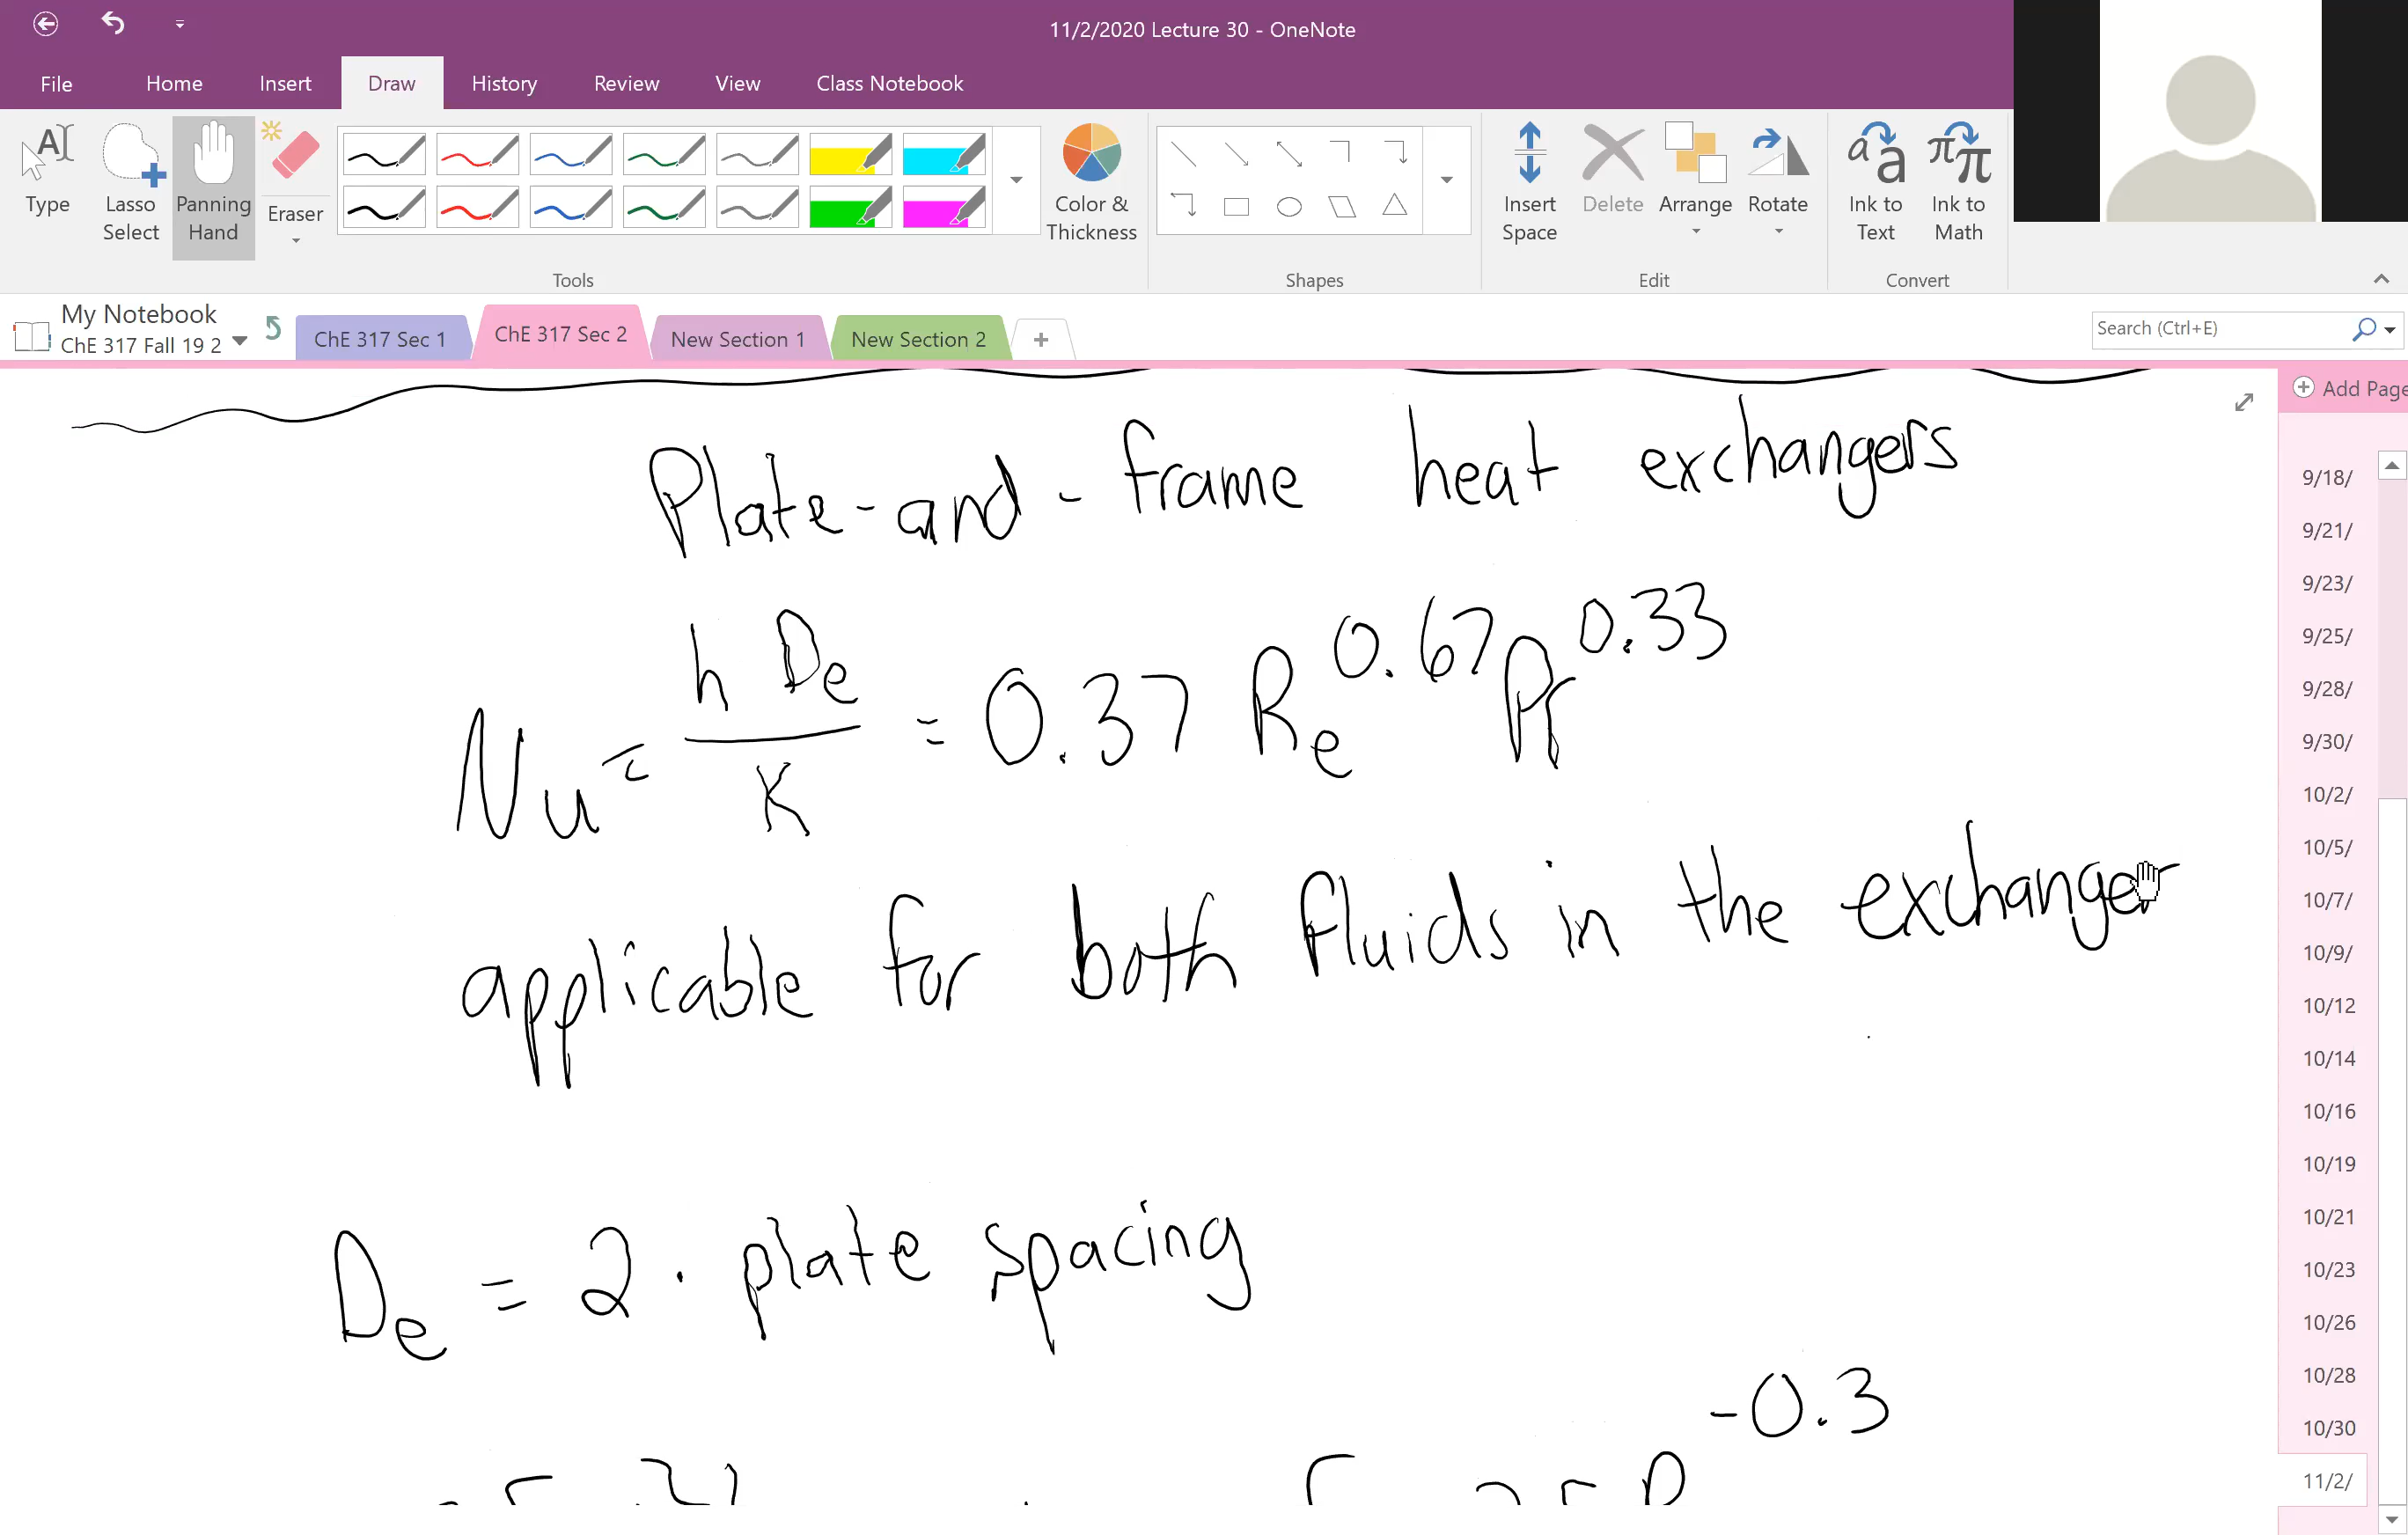 11/2/2020 Lecture 30 - OneNote
File Home Insert Draw History Review View Class Notebook
Type Lasso Select Panning Hand Eraser Color & Thickness Insert Space Delete Arrange Rotate Ink to Text Ink to Math
Tools Shapes Edit Convert
My Notebook
ChE 317 Fall 19 2
ChE 317 Sec 1 ChE 317 Sec 2 New Section 1 New Section 2 +
Search (Ctrl+E)
Add Page
Plate-and-frame heat exchangers
Nu = h De / K = 0.37 Re^0.67 Pr^0.33
applicable for both fluids in the exchanger
De = 2 · plate spacing
-0.3
9/18/
9/21/
9/23/
9/25/
9/28/
9/30/
10/2/
10/5/
10/7/
10/9/
10/12
10/14
10/16
10/19
10/21
10/23
10/26
10/28
10/30
11/2/